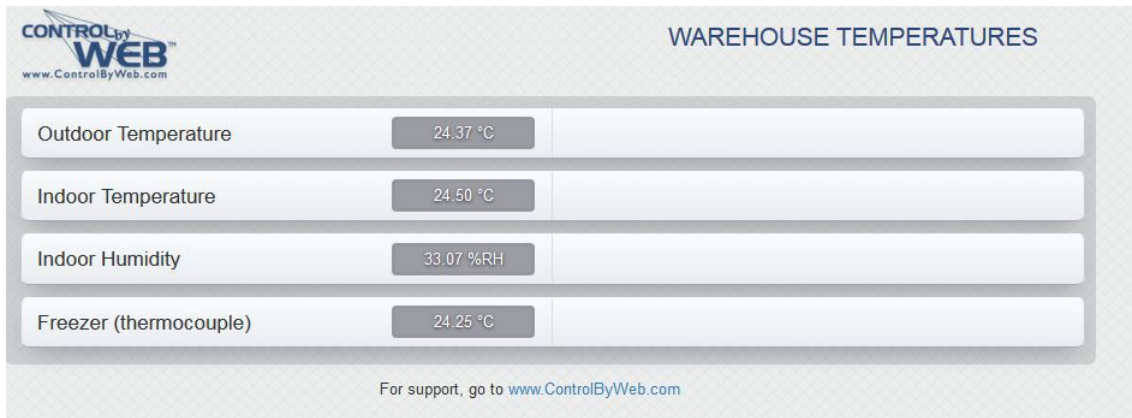 CONTROL by
WEB™
www.ControlByWeb.com
WAREHOUSE TEMPERATURES
Outdoor Temperature 24.37 °C
Indoor Temperature 24.50 °C
Indoor Humidity 33.07 %RH
Freezer (thermocouple) 24.25 °C
For support, go to www.ControlByWeb.com